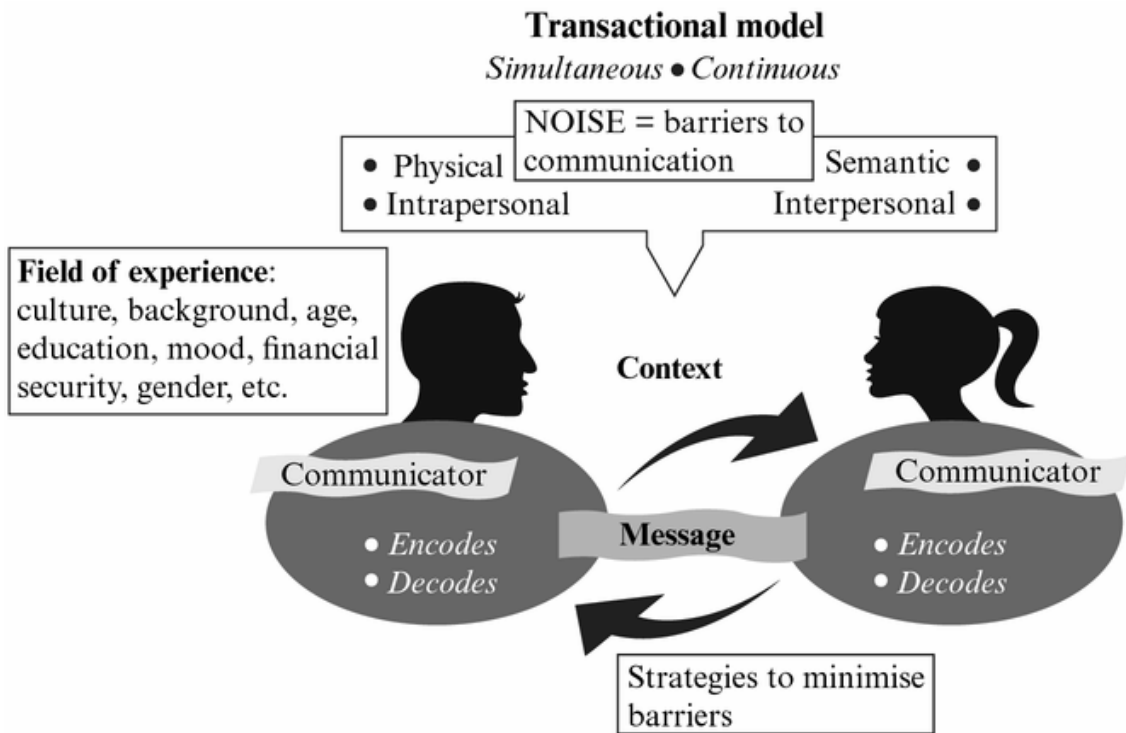 Transactional model
Simultaneous ● Continuous
NOISE = barriers to
communication
● Physical
● Intrapersonal
Semantic ●
Interpersonal ●
Field of experience:
culture, background, age,
education, mood, financial
security, gender, etc.
Context
Communicator
● Encodes
● Decodes
Message
Communicator
● Encodes
● Decodes
Strategies to minimise
barriers